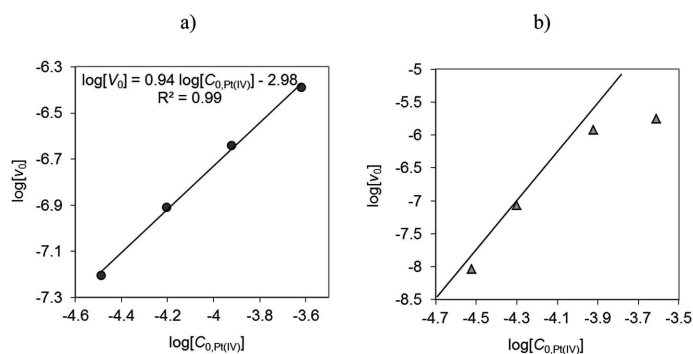 a)
b)
log[V0] = 0.94 log[C0,Pt(IV)] - 2.98
R² = 0.99
-6.3
-6.5
-6.7
-6.9
-7.1
-7.3
log[v0]
-4.6 -4.4 -4.2 -4 -3.8 -3.6
log[C0,Pt(IV)]
-5
-5.5
-6
-6.5
-7
-7.5
-8
-8.5
log[v0]
-4.7 -4.5 -4.3 -4.1 -3.9 -3.7 -3.5
log[C0,Pt(IV)]